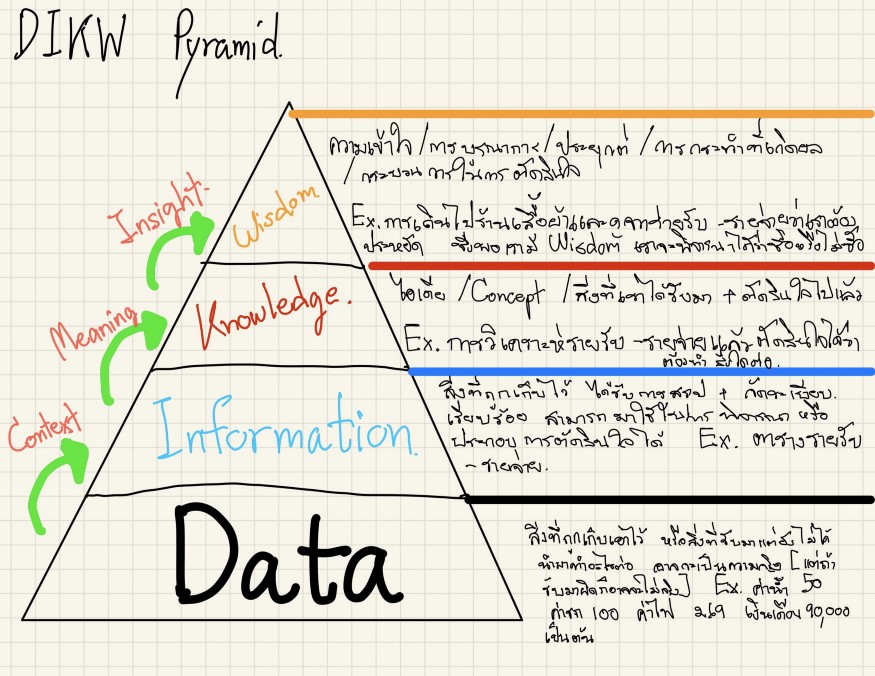 DIKW Pyramid.
ความเข้าใจ / การบูรณาการ / ประยุกต์ / การกระทำที่เกิดผล
/ กระบวนการในการตัดสินใจ
Insight
Wisdom
Ex. การเดินไปร้านเสื้อผ้าและดูจากรายรับ - รายจ่ายว่าเราต้อง
ประหยัด ซึ่งพอเรามี Wisdom เราจะพิจารณาได้ว่าซื้อหรือไม่ซื้อ
ไอเดีย / Concept / สิ่งที่เราได้รับมา + ตัดสินใจไปแล้ว
Meaning
Knowledge.
Ex. การวิเคราะห์รายรับ - รายจ่ายแล้วตัดสินใจได้ว่า
ต้องทำสิ่งใดต่อ.
สิ่งที่ถูกเก็บไว้ ได้รับการสรุป + จัดระเบียบ.
เรียบร้อย สามารถมาใช้ในการพิจารณา หรือ
ประกอบการตัดสินใจได้ Ex. ตารางรายรับ
- รายจ่าย.
Context
Information.
Data
สิ่งที่ถูกเก็บเอาไว้ หรือสิ่งที่รับมาแต่ยังไม่ได้
นำมาทำอะไรต่อ อาจจะเป็นความจริง [แต่ถ้า
รับมาผิดก็อาจจะไม่จริง] Ex. ค่าน้ำ 50
ค่ารถ 100 ค่าไฟ 269 เงินเดือน 90,000
เป็นต้น